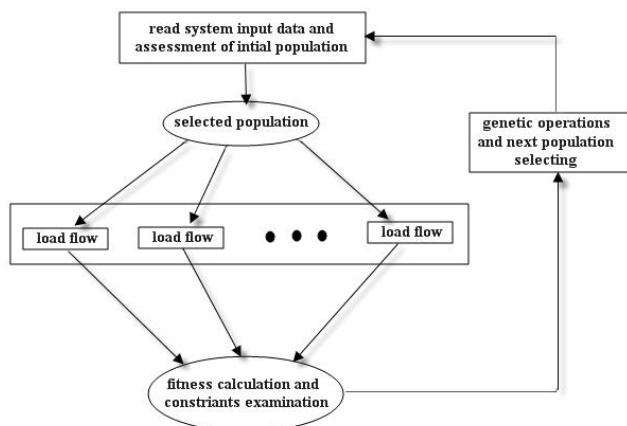 read system input data and
assessment of intial population
selected population
genetic operations
and next population
selecting
load flow
load flow
load flow
fitness calculation and
constriants examination